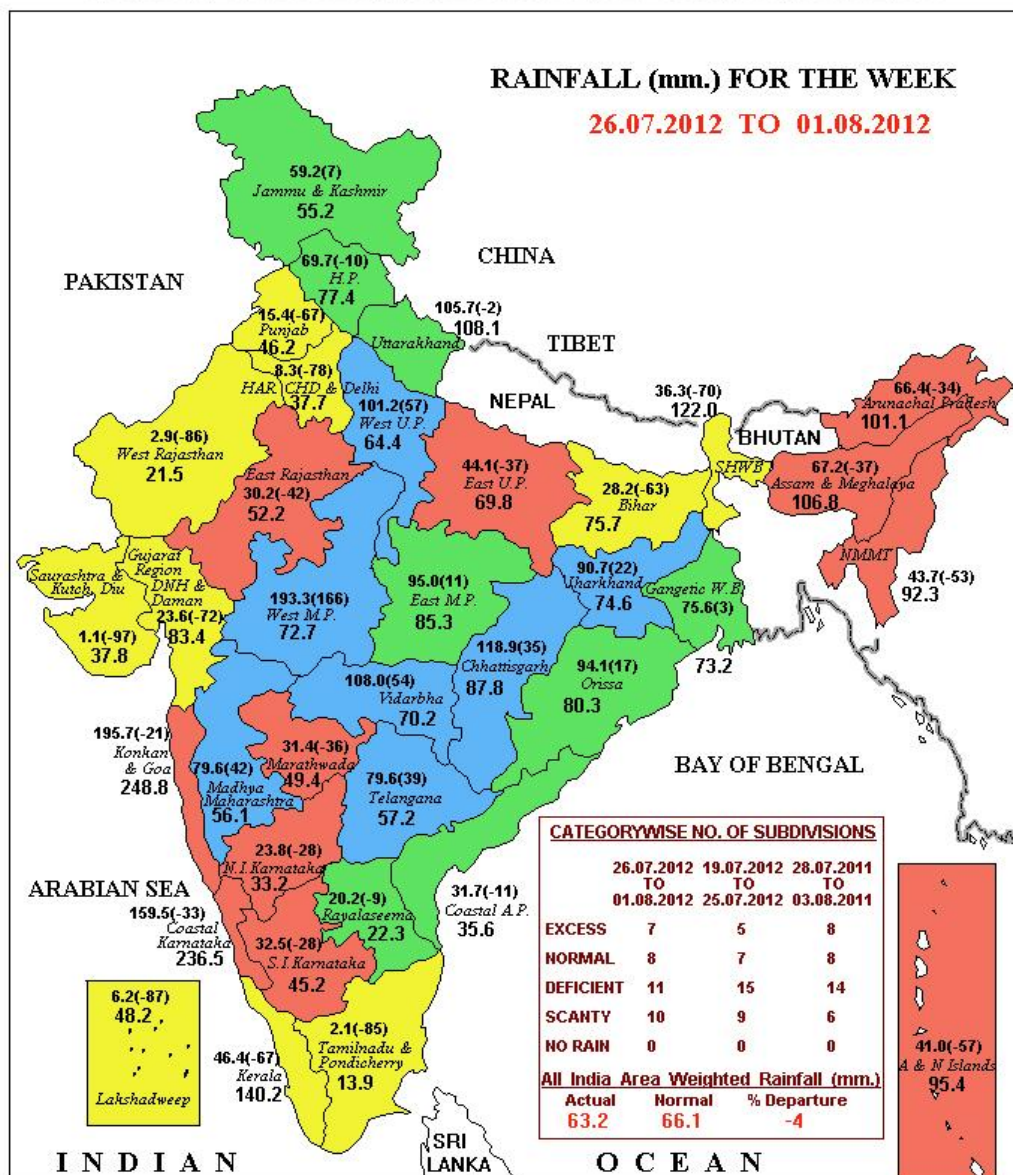 RAINFALL (mm.) FOR THE WEEK
26.07.2012 TO 01.08.2012
59.2(7)
Jammu & Kashmir
55.2
CHINA
69.7(-10)
H.P.
77.4
PAKISTAN
105.7(-2)
108.1
Uttarakhand
15.4(-67)
Punjab
46.2
TIBET
8.3(-78)
HAR. CHD & Delhi
37.7
NEPAL
101.2(57)
West U.P.
64.4
36.3(-70)
122.0
SHWB
BHUTAN
66.4(-34)
Arunachal Pradesh
101.1
2.9(-86)
West Rajasthan
21.5
East Rajasthan
30.2(-42)
52.2
44.1(-37)
East U.P.
69.8
28.2(-63)
Bihar
75.7
67.2(-37)
Assam & Meghalaya
106.8
NMMT
43.7(-53)
92.3
Saurashtra &
Kutch, Diu
1.1(-97)
37.8
Gujarat
Region
DNH &
Daman
23.6(-72)
83.4
193.3(166)
West M.P.
72.7
95.0(11)
East M.P.
85.3
90.7(22)
Jharkhand
74.6
Gangetic W.B.
75.6(3)
73.2
118.9(35)
Chhattisgarh
87.8
94.1(17)
Orissa
80.3
108.0(54)
Vidarbha
70.2
195.7(-21)
Konkan
& Goa
248.8
79.6(42)
Madhya
Maharashtra
56.1
31.4(-36)
Marathwada
49.4
79.6(39)
Telangana
57.2
BAY OF BENGAL
23.8(-28)
N.I.Karnataka
33.2
ARABIAN SEA
159.5(-33)
Coastal
Karnataka
236.5
20.2(-9)
Rayalaseema
22.3
31.7(-11)
Coastal A.P.
35.6
32.5(-28)
S.I.Karnataka
45.2
6.2(-87)
48.2
Lakshadweep
46.4(-67)
Kerala
140.2
2.1(-85)
Tamilnadu &
Pondicherry
13.9
SRI
LANKA
CATEGORYWISE NO. OF SUBDIVISIONS
26.07.2012 19.07.2012 28.07.2011
TO TO TO
01.08.2012 25.07.2012 03.08.2011
EXCESS 7 5 8
NORMAL 8 7 8
DEFICIENT 11 15 14
SCANTY 10 9 6
NO RAIN 0 0 0
All India Area Weighted Rainfall (mm.)
Actual Normal % Departure
63.2 66.1 -4
41.0(-57)
A & N Islands
95.4
INDIAN OCEAN